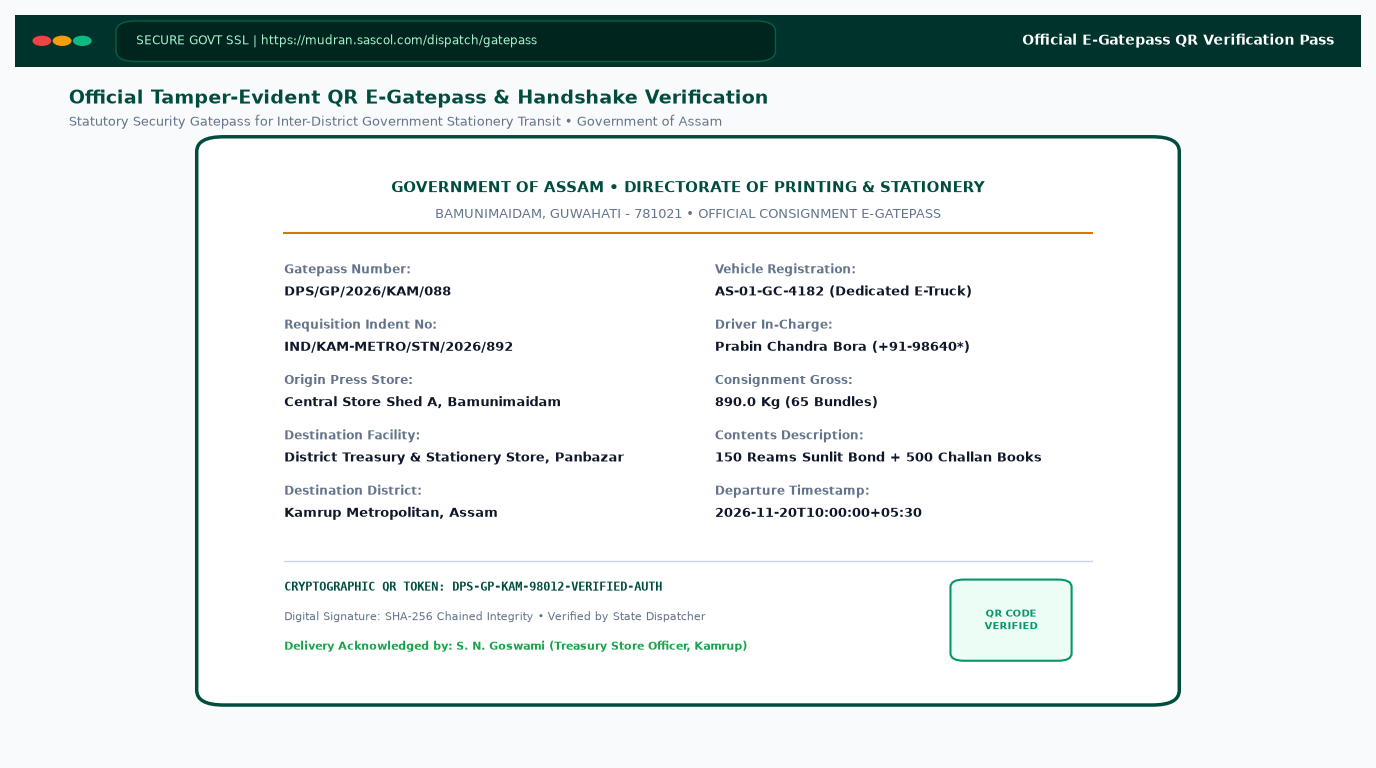 SECURE GOVT SSL | https://mudran.sascol.com/dispatch/gatepass
Official E-Gatepass QR Verification Pass
Official Tamper-Evident QR E-Gatepass & Handshake Verification
Statutory Security Gatepass for Inter-District Government Stationery Transit • Government of Assam
GOVERNMENT OF ASSAM • DIRECTORATE OF PRINTING & STATIONERY
BAMUNIMAIDAM, GUWAHATI - 781021 • OFFICIAL CONSIGNMENT E-GATEPASS
Gatepass Number:
DPS/GP/2026/KAM/088
Requisition Indent No:
IND/KAM-METRO/STN/2026/892
Origin Press Store:
Central Store Shed A, Bamunimaidam
Destination Facility:
District Treasury & Stationery Store, Panbazar
Destination District:
Kamrup Metropolitan, Assam
Vehicle Registration:
AS-01-GC-4182 (Dedicated E-Truck)
Driver In-Charge:
Prabin Chandra Bora (+91-98640*)
Consignment Gross:
890.0 Kg (65 Bundles)
Contents Description:
150 Reams Sunlit Bond + 500 Challan Books
Departure Timestamp:
2026-11-20T10:00:00+05:30
CRYPTOGRAPHIC QR TOKEN: DPS-GP-KAM-98012-VERIFIED-AUTH
Digital Signature: SHA-256 Chained Integrity • Verified by State Dispatcher
Delivery Acknowledged by: S. N. Goswami (Treasury Store Officer, Kamrup)
QR CODE
VERIFIED